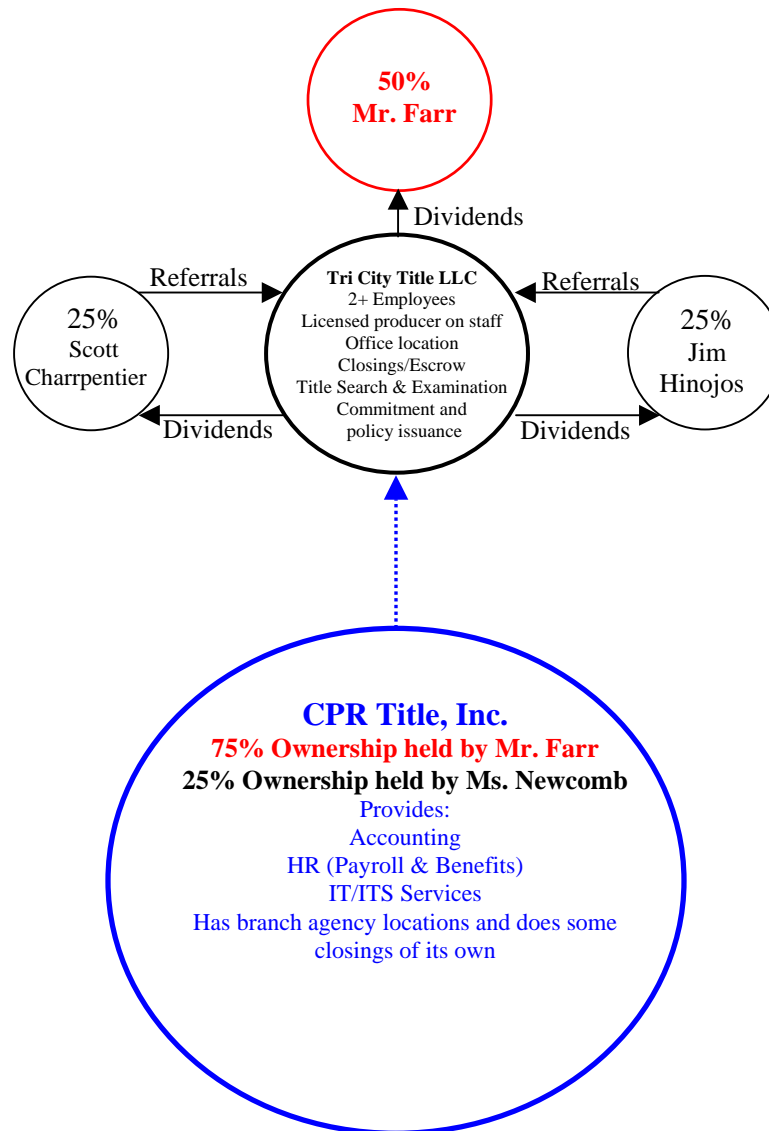 50%
Mr. Farr
Dividends
Referrals
Referrals
25%
Scott
Charrpentier
Tri City Title LLC
2+ Employees
Licensed producer on staff
Office location
Closings/Escrow
Title Search & Examination
Commitment and
policy issuance
25%
Jim
Hinojos
Dividends
Dividends
CPR Title, Inc.
75% Ownership held by Mr. Farr
25% Ownership held by Ms. Newcomb
Provides:
Accounting
HR (Payroll & Benefits)
IT/ITS Services
Has branch agency locations and does some
closings of its own